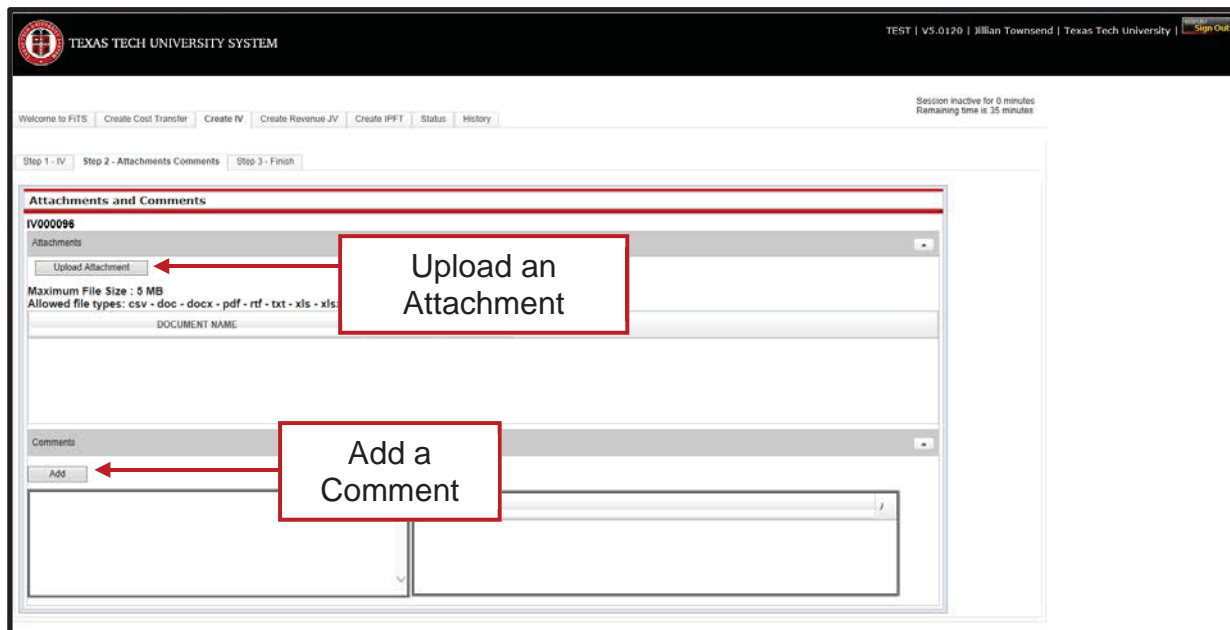 TEXAS TECH UNIVERSITY SYSTEM
TEST | V5.0120 | Jillian Townsend | Texas Tech University |
Sign Out
Session inactive for 0 minutes
Remaining time is 35 minutes
Welcome to FiTS Create Cost Transfer Create IV Create Revenue JV Create IPFT Status History
Step 1 - IV Step 2 - Attachments Comments Step 3 - Finish
Attachments and Comments
IV000096
Attachments
Upload Attachment
Upload an
Attachment
Maximum File Size : 5 MB
Allowed file types: csv - doc - docx - pdf - rtf - txt - xls - xls
DOCUMENT NAME
Comments
Add
Add a
Comment